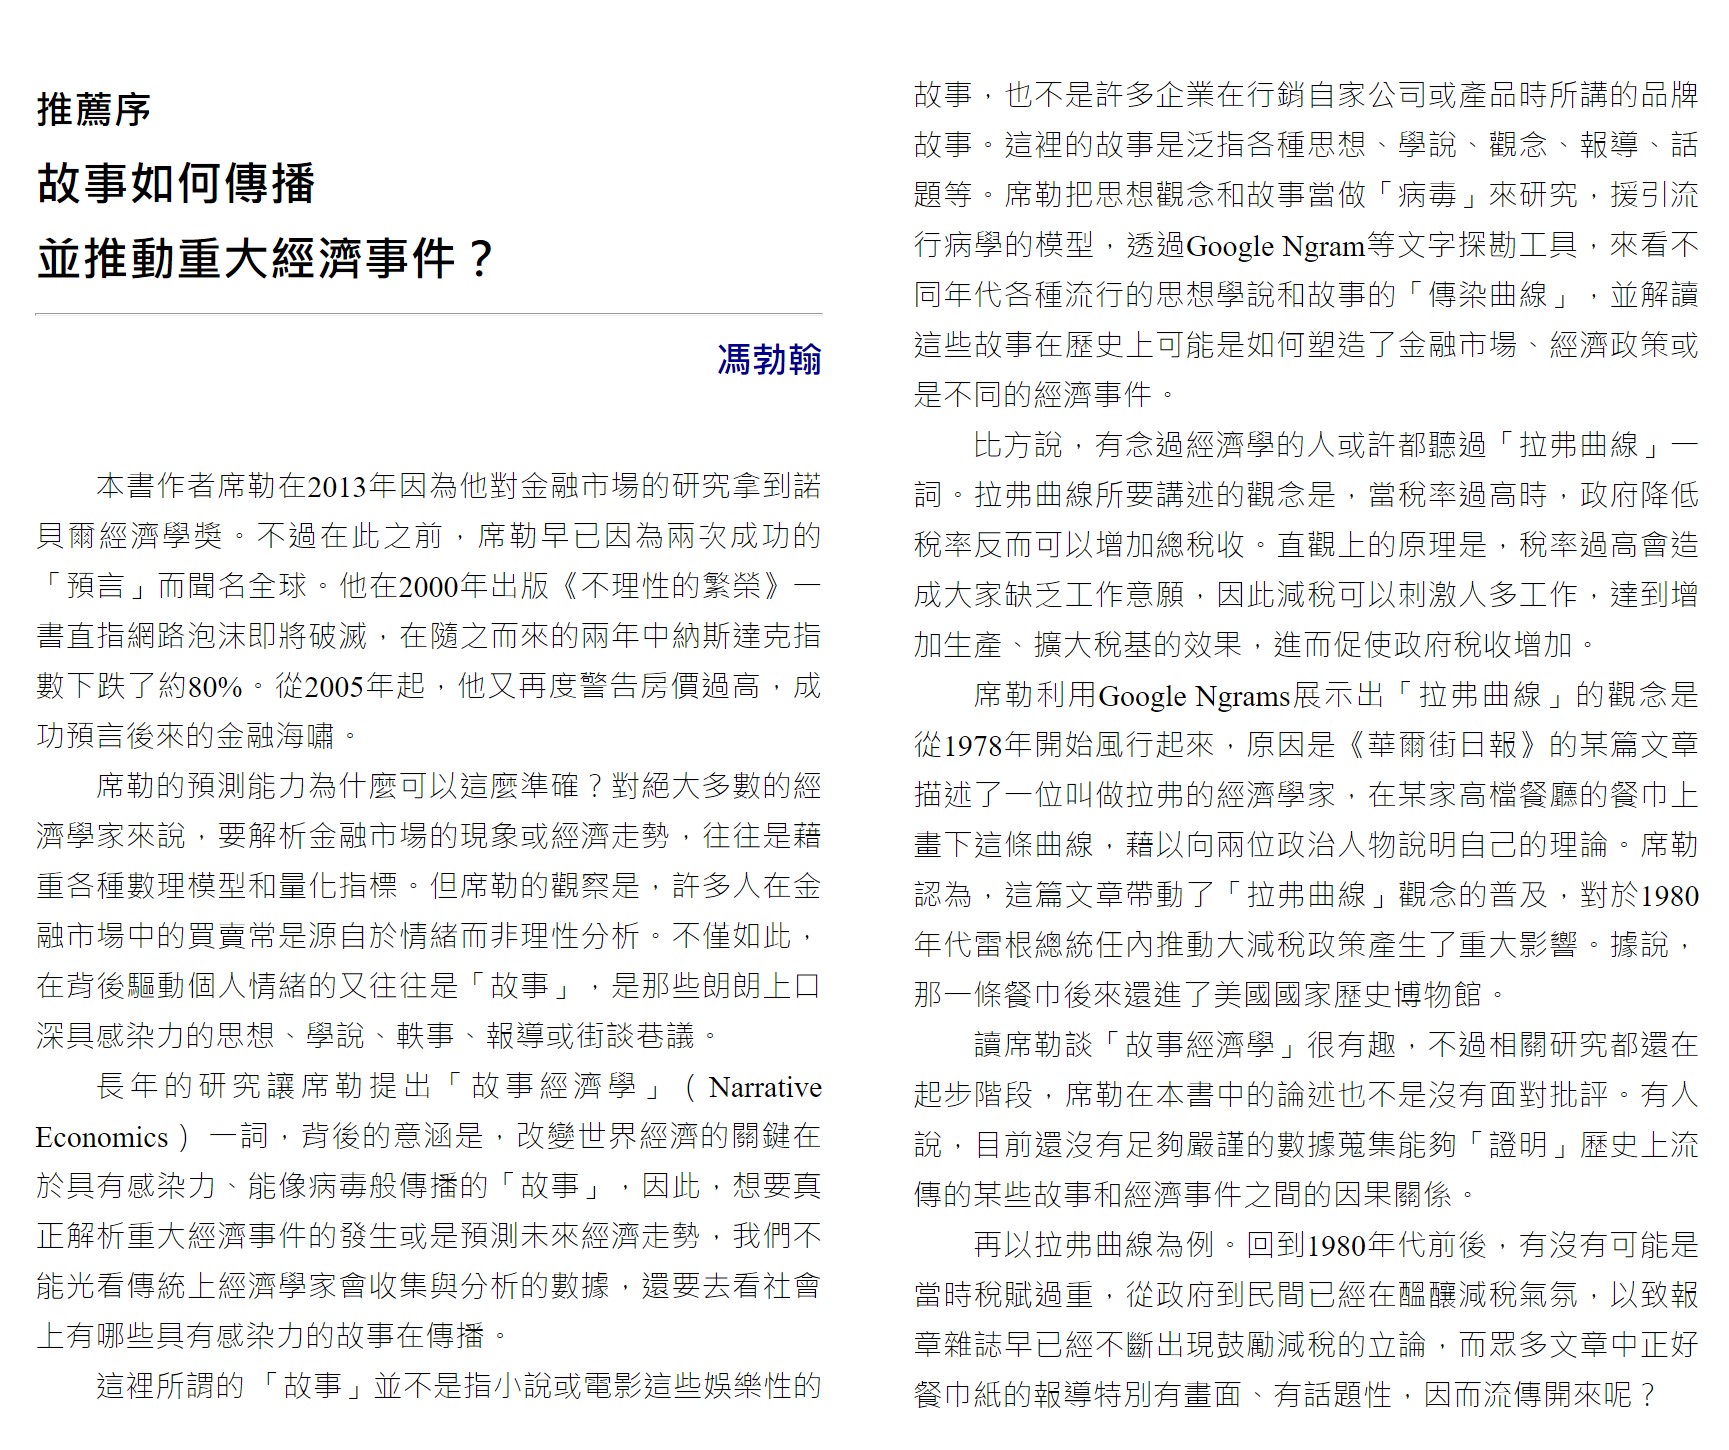 推薦序
故事如何傳播
並推動重大經濟事件？
馮勃翰
本書作者席勒在2013年因為他對金融市場的研究拿到諾
貝爾經濟學獎。不過在此之前，席勒早已因為兩次成功的
「預言」而聞名全球。他在2000年出版《不理性的繁榮》一
書直指網路泡沫即將破滅，在隨之而來的兩年中納斯達克指
數下跌了約80%。從2005年起，他又再度警告房價過高，成
功預言後來的金融海嘯。
席勒的預測能力為什麼可以這麼準確？對絕大多數的經
濟學家來說，要解析金融市場的現象或經濟走勢，往往是藉
重各種數理模型和量化指標。但席勒的觀察是，許多人在金
融市場中的買賣常是源自於情緒而非理性分析。不僅如此，
在背後驅動個人情緒的又往往是「故事」，是那些朗朗上口
深具感染力的思想、學說、軼事、報導或街談巷議。
長年的研究讓席勒提出「故事經濟學」（Narrative
Economics）一詞，背後的意涵是，改變世界經濟的關鍵在
於具有感染力、能像病毒般傳播的「故事」，因此，想要真
正解析重大經濟事件的發生或是預測未來經濟走勢，我們不
能光看傳統上經濟學家會收集與分析的數據，還要去看社會
上有哪些具有感染力的故事在傳播。
這裡所謂的「故事」並不是指小說或電影這些娛樂性的
故事，也不是許多企業在行銷自家公司或產品時所講的品牌
故事。這裡的故事是泛指各種思想、學說、觀念、報導、話
題等。席勒把思想觀念和故事當做「病毒」來研究，援引流
行病學的模型，透過Google Ngram等文字探勘工具，來看不
同年代各種流行的思想學說和故事的「傳染曲線」，並解讀
這些故事在歷史上可能是如何塑造了金融市場、經濟政策或
是不同的經濟事件。
比方說，有念過經濟學的人或許都聽過「拉弗曲線」一
詞。拉弗曲線所要講述的觀念是，當稅率過高時，政府降低
稅率反而可以增加總稅收。直觀上的原理是，稅率過高會造
成大家缺乏工作意願，因此減稅可以刺激人多工作，達到增
加生產、擴大稅基的效果，進而促使政府稅收增加。
席勒利用Google Ngrams展示出「拉弗曲線」的觀念是
從1978年開始風行起來，原因是《華爾街日報》的某篇文章
描述了一位叫做拉弗的經濟學家，在某家高檔餐廳的餐巾上
畫下這條曲線，藉以向兩位政治人物說明自己的理論。席勒
認為，這篇文章帶動了「拉弗曲線」觀念的普及，對於1980
年代雷根總統任內推動大減稅政策產生了重大影響。據說，
那一條餐巾後來還進了美國國家歷史博物館。
讀席勒談「故事經濟學」很有趣，不過相關研究都還在
起步階段，席勒在本書中的論述也不是沒有面對批評。有人
說，目前還沒有足夠嚴謹的數據蒐集能夠「證明」歷史上流
傳的某些故事和經濟事件之間的因果關係。
再以拉弗曲線為例。回到1980年代前後，有沒有可能是
當時稅賦過重，從政府到民間已經在醞釀減稅氣氛，以致報
章雜誌早已經不斷出現鼓勵減稅的立論，而眾多文章中正好
餐巾紙的報導特別有畫面、有話題性，因而流傳開來呢？